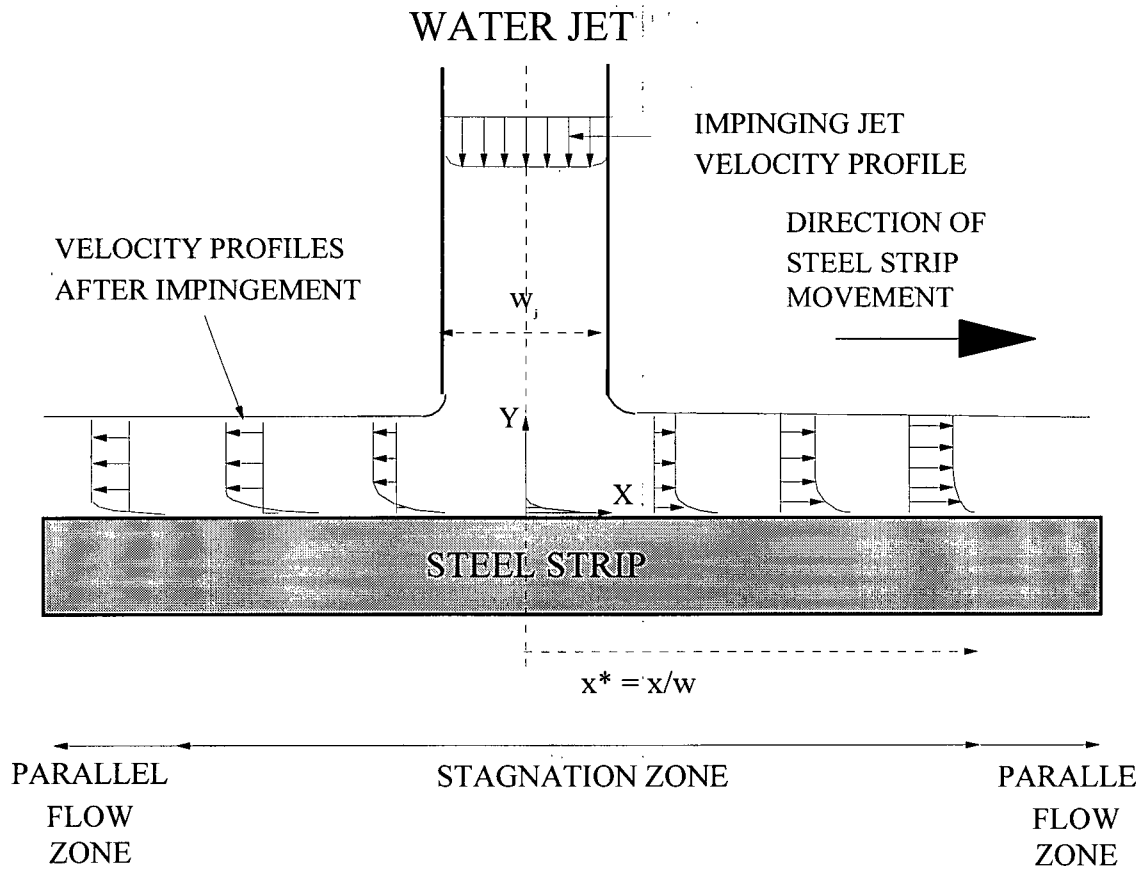 WATER JET
IMPINGING JET
VELOCITY PROFILE
DIRECTION OF
STEEL STRIP
MOVEMENT
VELOCITY PROFILES
AFTER IMPINGEMENT
wj
Y
X
STEEL STRIP
x* = x/w
PARALLEL
FLOW
ZONE
STAGNATION ZONE
PARALLE
FLOW
ZONE